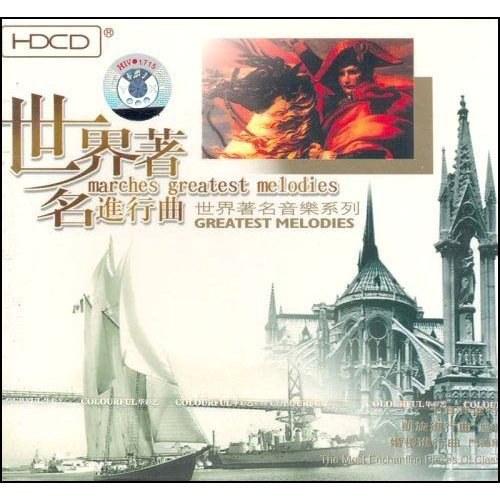 HDCD®
HIVO1715
世界著
名進行曲
marches greatest melodies
世界著名音樂系列
GREATEST MELODIES
COLOURFUL COLOURFUL COLOURFUL COLOURFUL
The Most Enchanting Pieces Of Clas